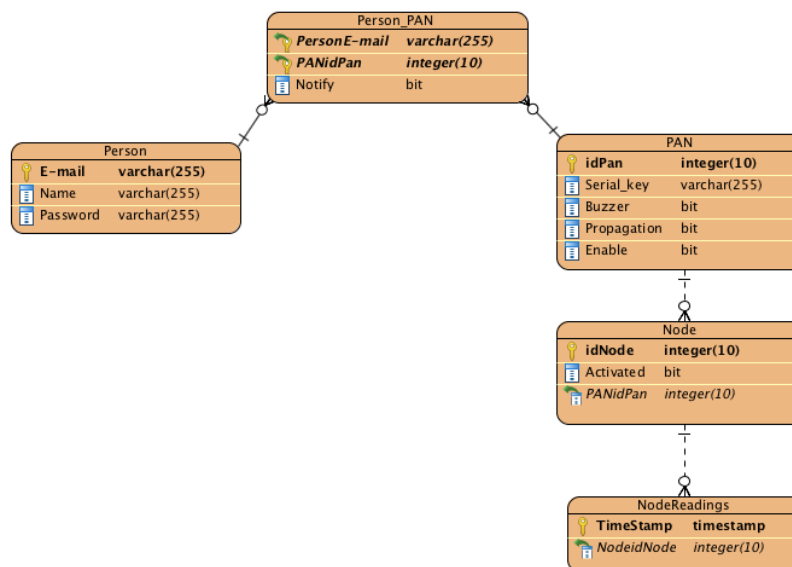 Person_PAN
PersonE-mail varchar(255)
PANidPan integer(10)
Notify bit
Person
E-mail varchar(255)
Name varchar(255)
Password varchar(255)
PAN
idPan integer(10)
Serial_key varchar(255)
Buzzer bit
Propagation bit
Enable bit
Node
idNode integer(10)
Activated bit
PANidPan integer(10)
NodeReadings
TimeStamp timestamp
NodeidNode integer(10)